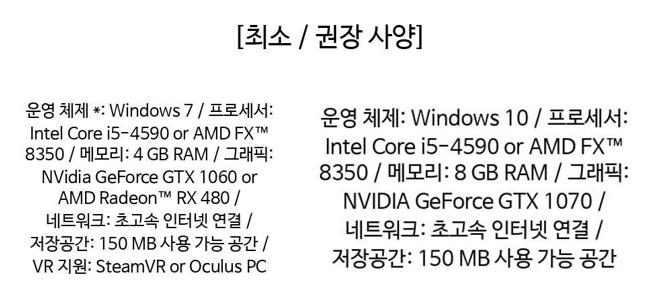 [최소 / 권장 사양]
운영 체제 *: Windows 7 / 프로세서:
Intel Core i5-4590 or AMD FX™
8350 / 메모리: 4 GB RAM / 그래픽:
NVidia GeForce GTX 1060 or
AMD Radeon™ RX 480 /
네트워크: 초고속 인터넷 연결 /
저장공간: 150 MB 사용 가능 공간 /
VR 지원: SteamVR or Oculus PC
운영 체제: Windows 10 / 프로세서:
Intel Core i5-4590 or AMD FX™
8350 / 메모리: 8 GB RAM / 그래픽:
NVIDIA GeForce GTX 1070 /
네트워크: 초고속 인터넷 연결 /
저장공간: 150 MB 사용 가능 공간